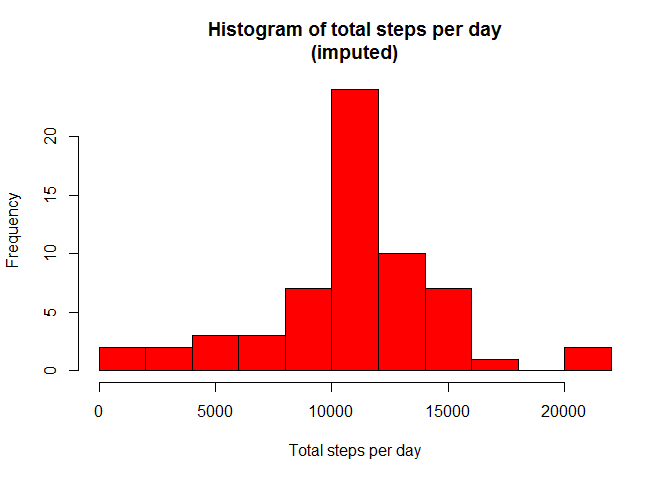 Histogram of total steps per day
(imputed)
Frequency
20
15
10
5
0
0 5000 10000 15000 20000
Total steps per day